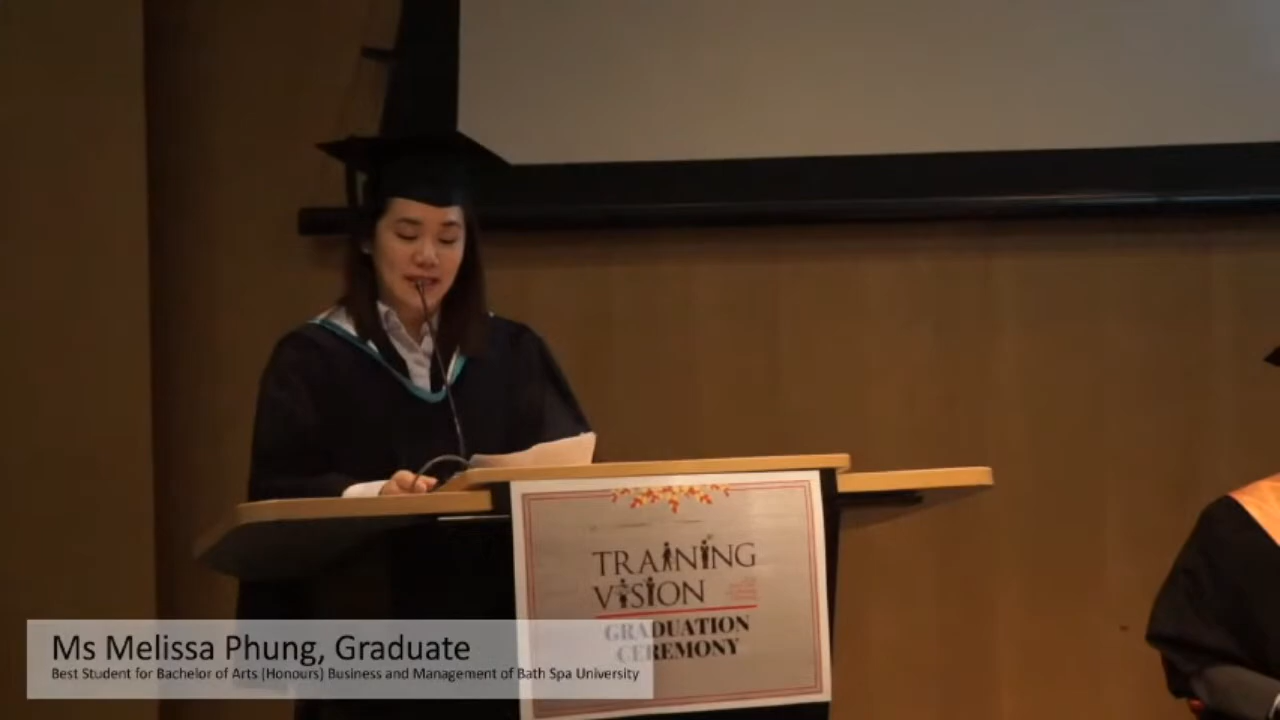 TRAINING
VISION
GRADUATION
CEREMONY
Ms Melissa Phung, Graduate
Best Student for Bachelor of Arts (Honours) Business and Management of Bath Spa University